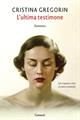 CRISTINA GREGORIN
L'ultima testimone
Romanzo
Garzanti